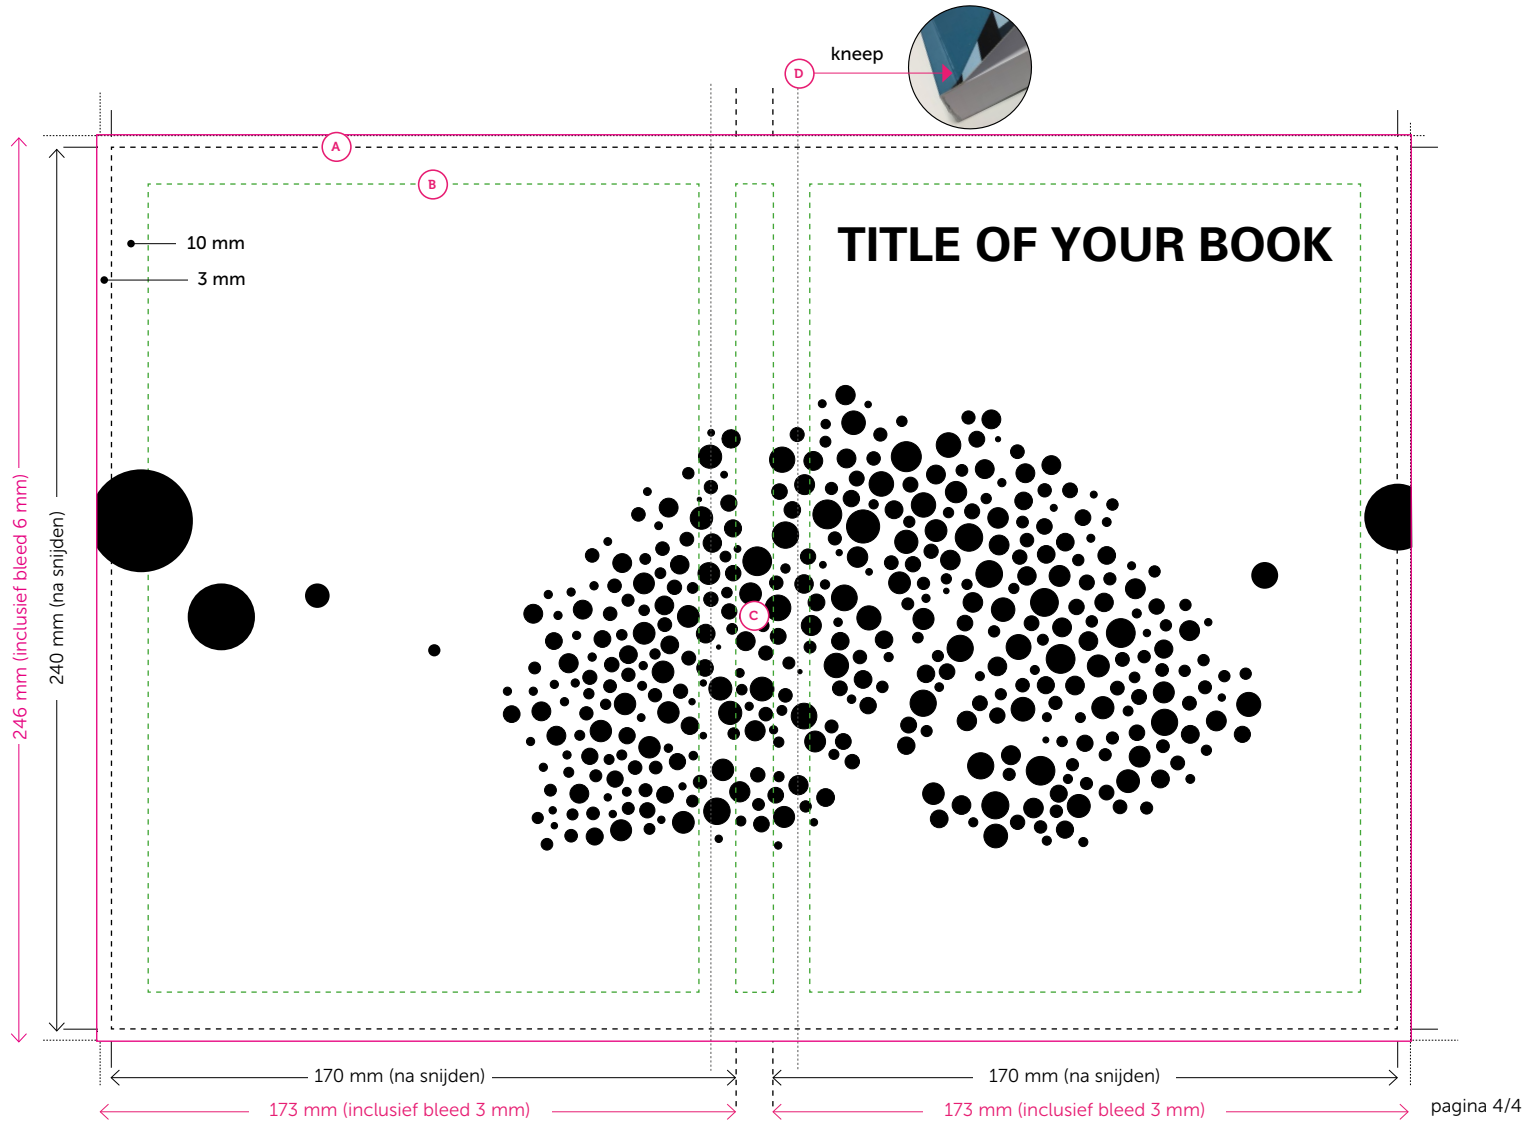 D
kneep
A
B
10 mm
3 mm
TITLE OF YOUR BOOK
246 mm (inclusief bleed 6 mm)
240 mm (na snijden)
C
170 mm (na snijden)
170 mm (na snijden)
173 mm (inclusief bleed 3 mm)
173 mm (inclusief bleed 3 mm)
pagina 4/4